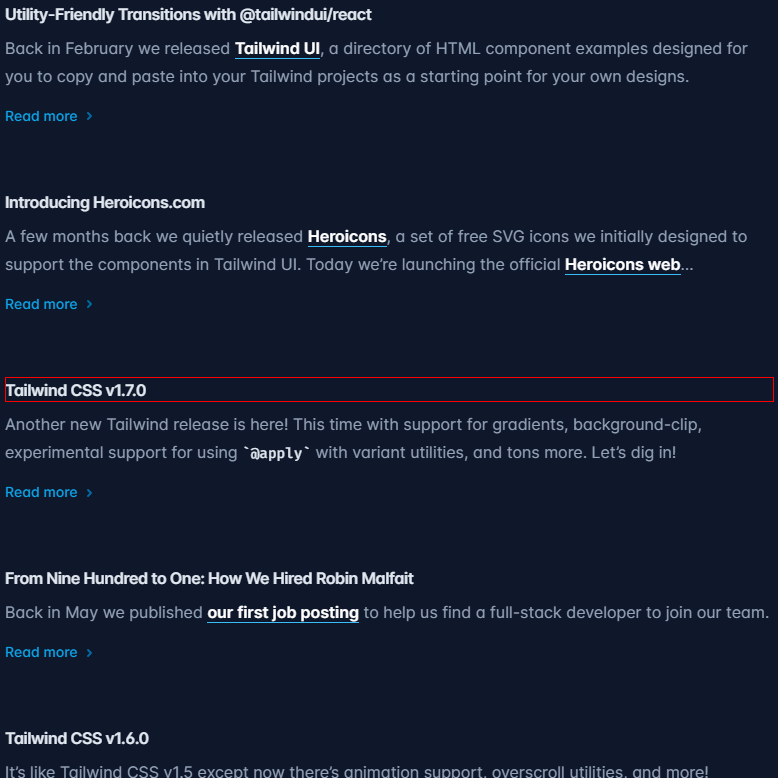 Utility-Friendly Transitions with @tailwindui/react
Back in February we released Tailwind UI, a directory of HTML component examples designed for
you to copy and paste into your Tailwind projects as a starting point for your own designs.
Read more
Introducing Heroicons.com
A few months back we quietly released Heroicons, a set of free SVG icons we initially designed to
support the components in Tailwind UI. Today we’re launching the official Heroicons web...
Read more
Tailwind CSS v1.7.0
Another new Tailwind release is here! This time with support for gradients, background-clip,
experimental support for using `@apply` with variant utilities, and tons more. Let’s dig in!
Read more
From Nine Hundred to One: How We Hired Robin Malfait
Back in May we published our first job posting to help us find a full-stack developer to join our team.
Read more
Tailwind CSS v1.6.0
It’s like Tailwind CSS v1.5 except now there’s animation support, overscroll utilities, and more!